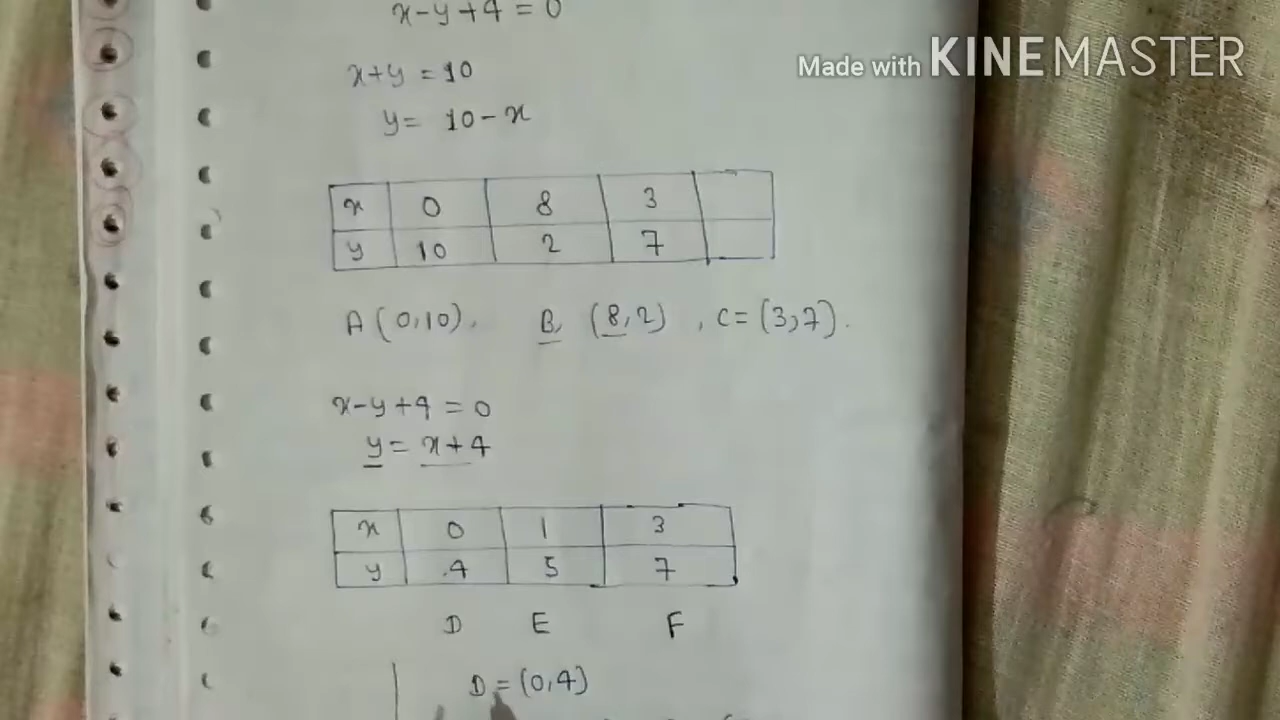 x-y+4=0
Made with KINEMASTER
x+y=10
y= 10-x
x 0 8 3
y 10 2 7
A (0,10). B, (8,2) , C= (3,7).
x-y+4=0
y= x+4
x 0 1 3
y .4 5 7
D E F
D=(0,4)